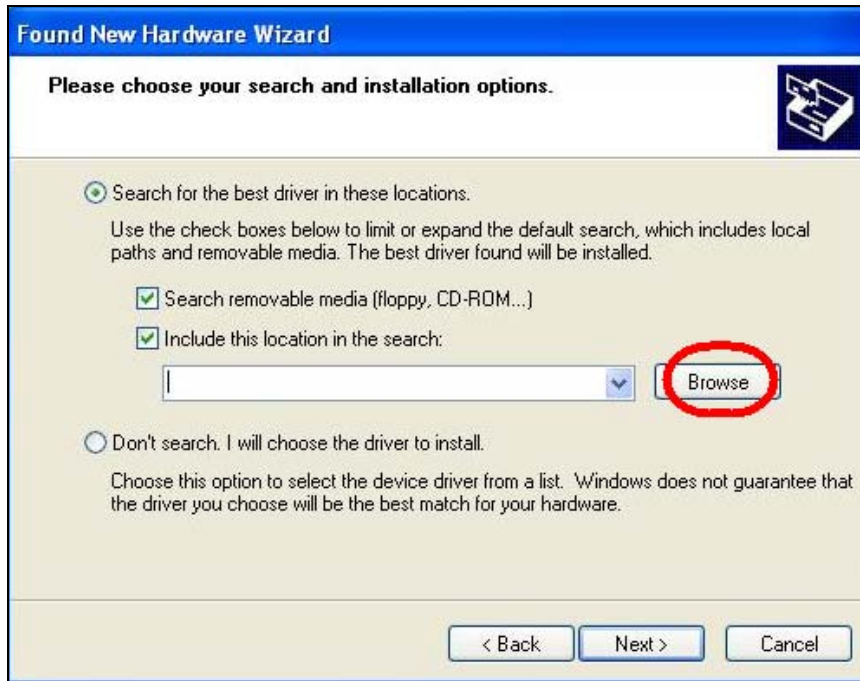 Found New Hardware Wizard
Please choose your search and installation options.
Search for the best driver in these locations.
Use the check boxes below to limit or expand the default search, which includes local
paths and removable media. The best driver found will be installed.
Search removable media (floppy, CD-ROM...)
Include this location in the search:
Browse
Don't search. I will choose the driver to install.
Choose this option to select the device driver from a list.  Windows does not guarantee that
the driver you choose will be the best match for your hardware.
< Back Next > Cancel